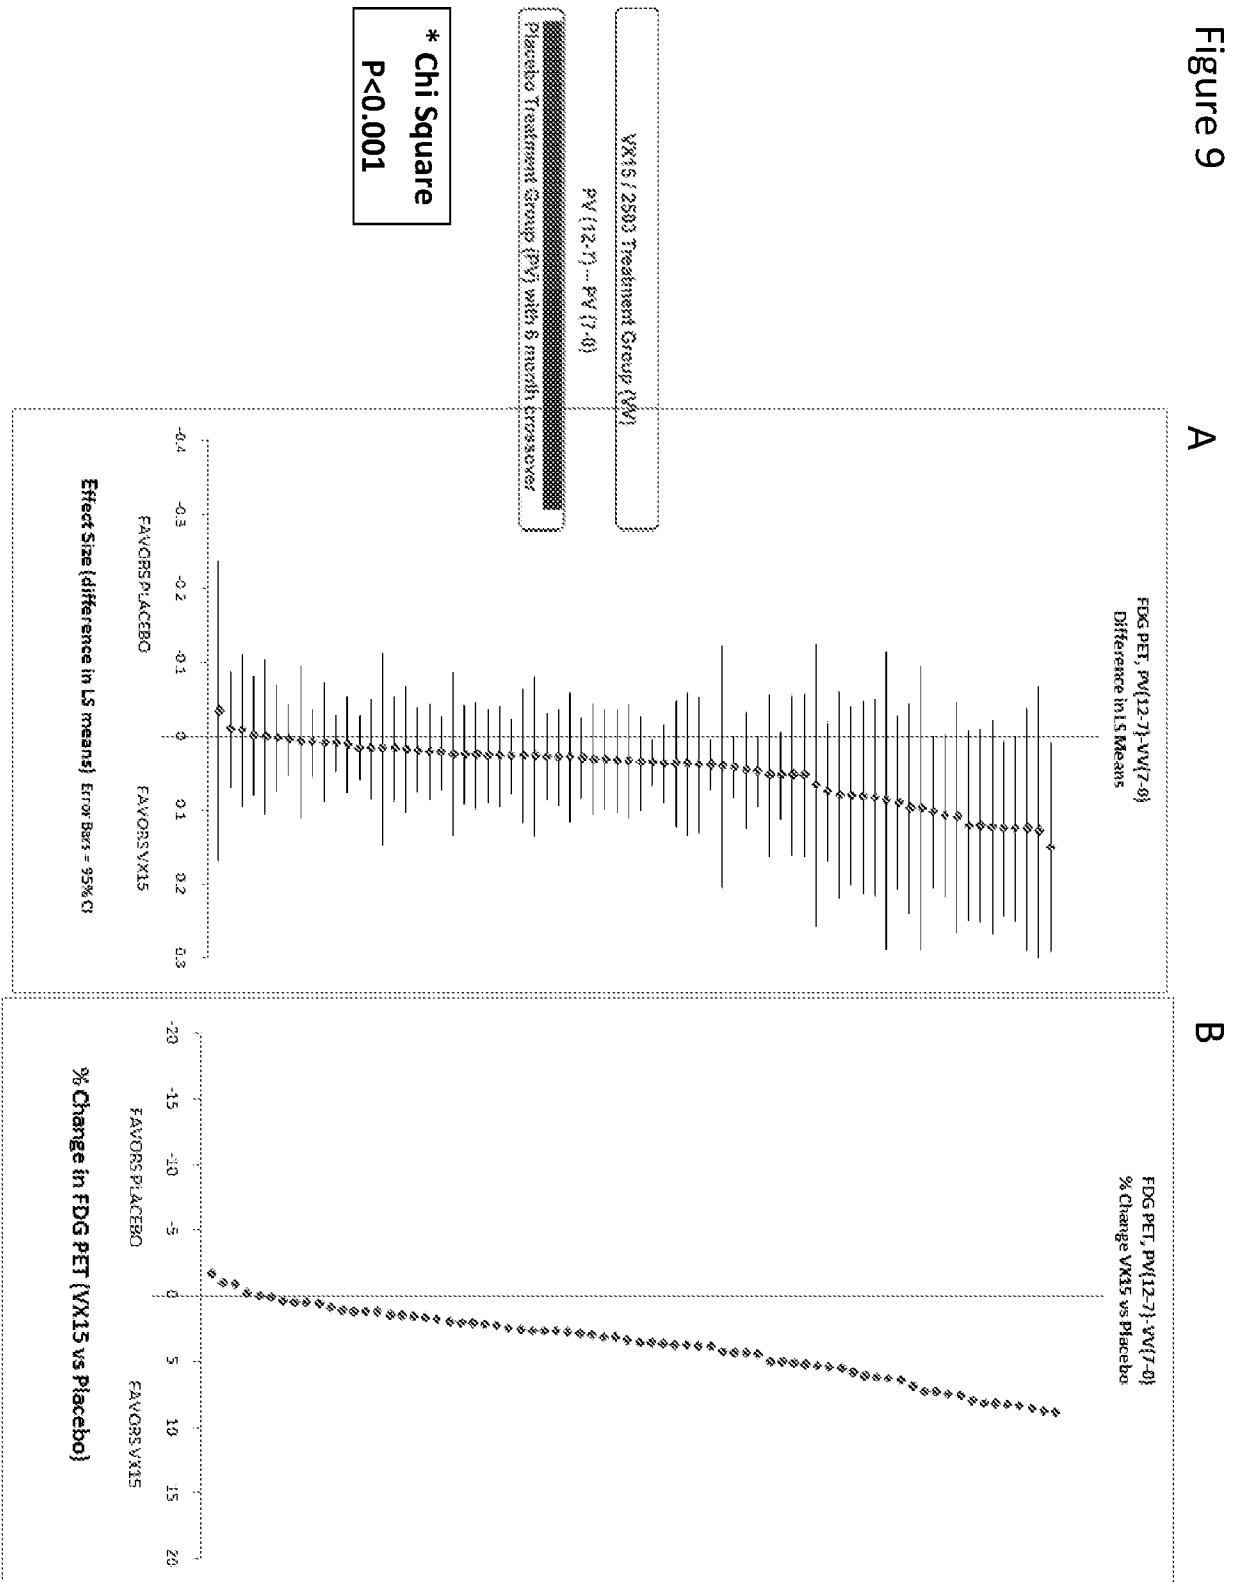 Figure 9
VX15 / 2503 Treatment Group (VV)
PV (12-7) -- PV (7-0)
Placebo Treatment Group (PV) with 6 month crossover
* Chi Square
P<0.001
A
FDG PET, PV(12-7)-VV(7-0)
Difference in LS Means
-0.4 -0.3 -0.2 -0.1 0 0.1 0.2 0.3
FAVORS PLACEBO FAVORS VX15
Effect Size (difference in LS means) Error Bars = 95% CI
B
FDG PET, PV(12-7)-VV(7-0)
% Change VX15 vs Placebo
-20 -15 -10 -5 0 5 10 15 20
FAVORS PLACEBO FAVORS VX15
% Change in FDG PET (VX15 vs Placebo)